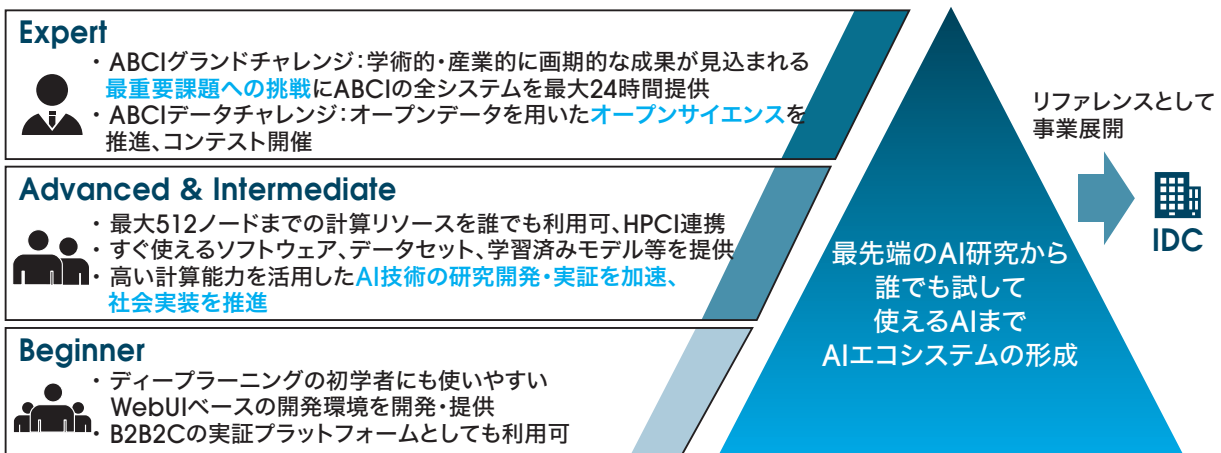 Expert
・ ABCIグランドチャレンジ：学術的・産業的に画期的な成果が見込まれる
最重要課題への挑戦にABCIの全システムを最大24時間提供
・ ABCIデータチャレンジ：オープンデータを用いたオープンサイエンスを
推進、コンテスト開催
Advanced & Intermediate
・ 最大512ノードまでの計算リソースを誰でも利用可、HPCI連携
・ すぐ使えるソフトウェア、データセット、学習済みモデル等を提供
・ 高い計算能力を活用したAI技術の研究開発・実証を加速、
社会実装を推進
Beginner
・ ディープラーニングの初学者にも使いやすい
WebUIベースの開発環境を開発・提供
・ B2B2Cの実証プラットフォームとしても利用可
最先端のAI研究から
誰でも試して
使えるAIまで
AIエコシステムの形成
リファレンスとして
事業展開
IDC